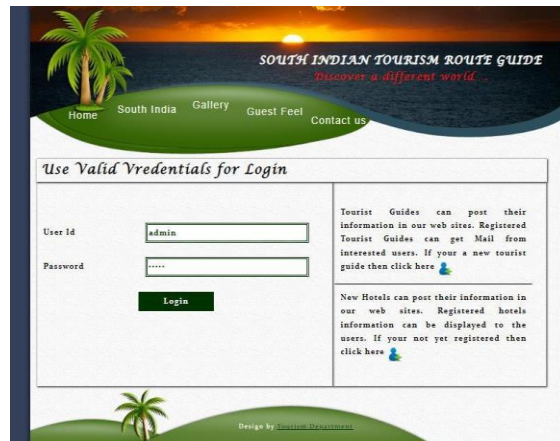 SOUTH INDIAN TOURISM ROUTE GUIDE
Discover a different world...
Home
South India
Gallery
Guest Feel
Contact us
Use Valid Vredentials for Login
User Id
admin
Password
.....
Login
Tourist Guides can post their
information in our web sites. Registered
Tourist Guides can get Mail from
interested users. If your a new tourist
guide then click here
New Hotels can post their information in
our web sites. Registered hotels
information can be displayed to the
users. If your not yet registered then
click here
Design by Tourism Department